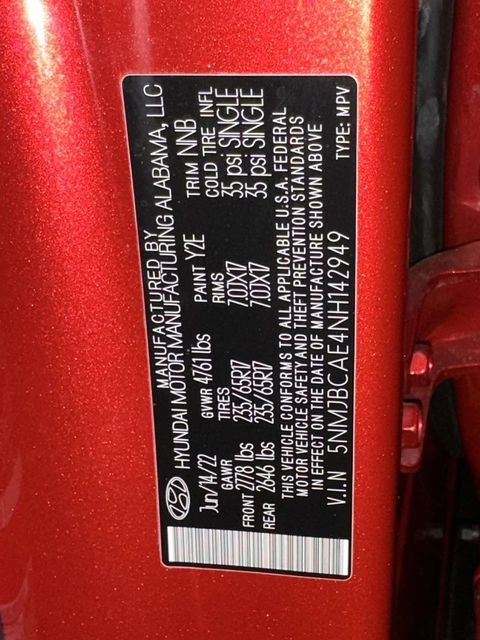 MANUFACTURED BY
HYUNDAI MOTOR MANUFACTURING ALABAMA, LLC
Jun/14/22 GVWR 4761 lbs PAINT Y2E TRIM NNB
GAWR TIRES RIMS COLD TIRE INFL
FRONT 2778 lbs 235/65R17 7.0JX17 35 psi SINGLE
REAR 2646 lbs 235/65R17 7.0JX17 35 psi SINGLE
THIS VEHICLE CONFORMS TO ALL APPLICABLE U.S.A. FEDERAL
MOTOR VEHICLE SAFETY AND THEFT PREVENTION STANDARDS
IN EFFECT ON THE DATE OF MANUFACTURE SHOWN ABOVE
V.I.N 5NMJBCAE4NH142949 TYPE: MPV